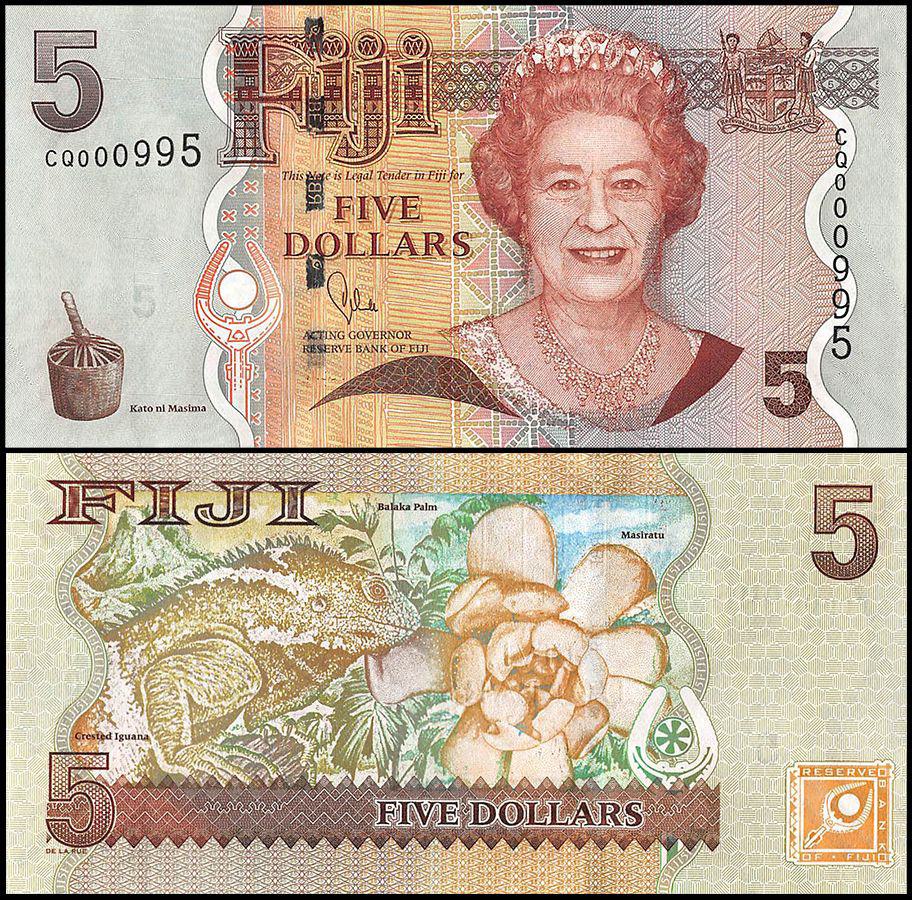 5
Fiji
CQ000995
CQ000995
This Note is Legal Tender in Fiji for
FIVE
DOLLARS
ACTING GOVERNOR
RESERVE BANK OF FIJI
Kato ni Masima
5
FIJI
Balaka Palm
Masiratu
5
Crested Iguana
5
FIVE DOLLARS
DE LA RUE
RESERVED
BANK
OF • FIJI